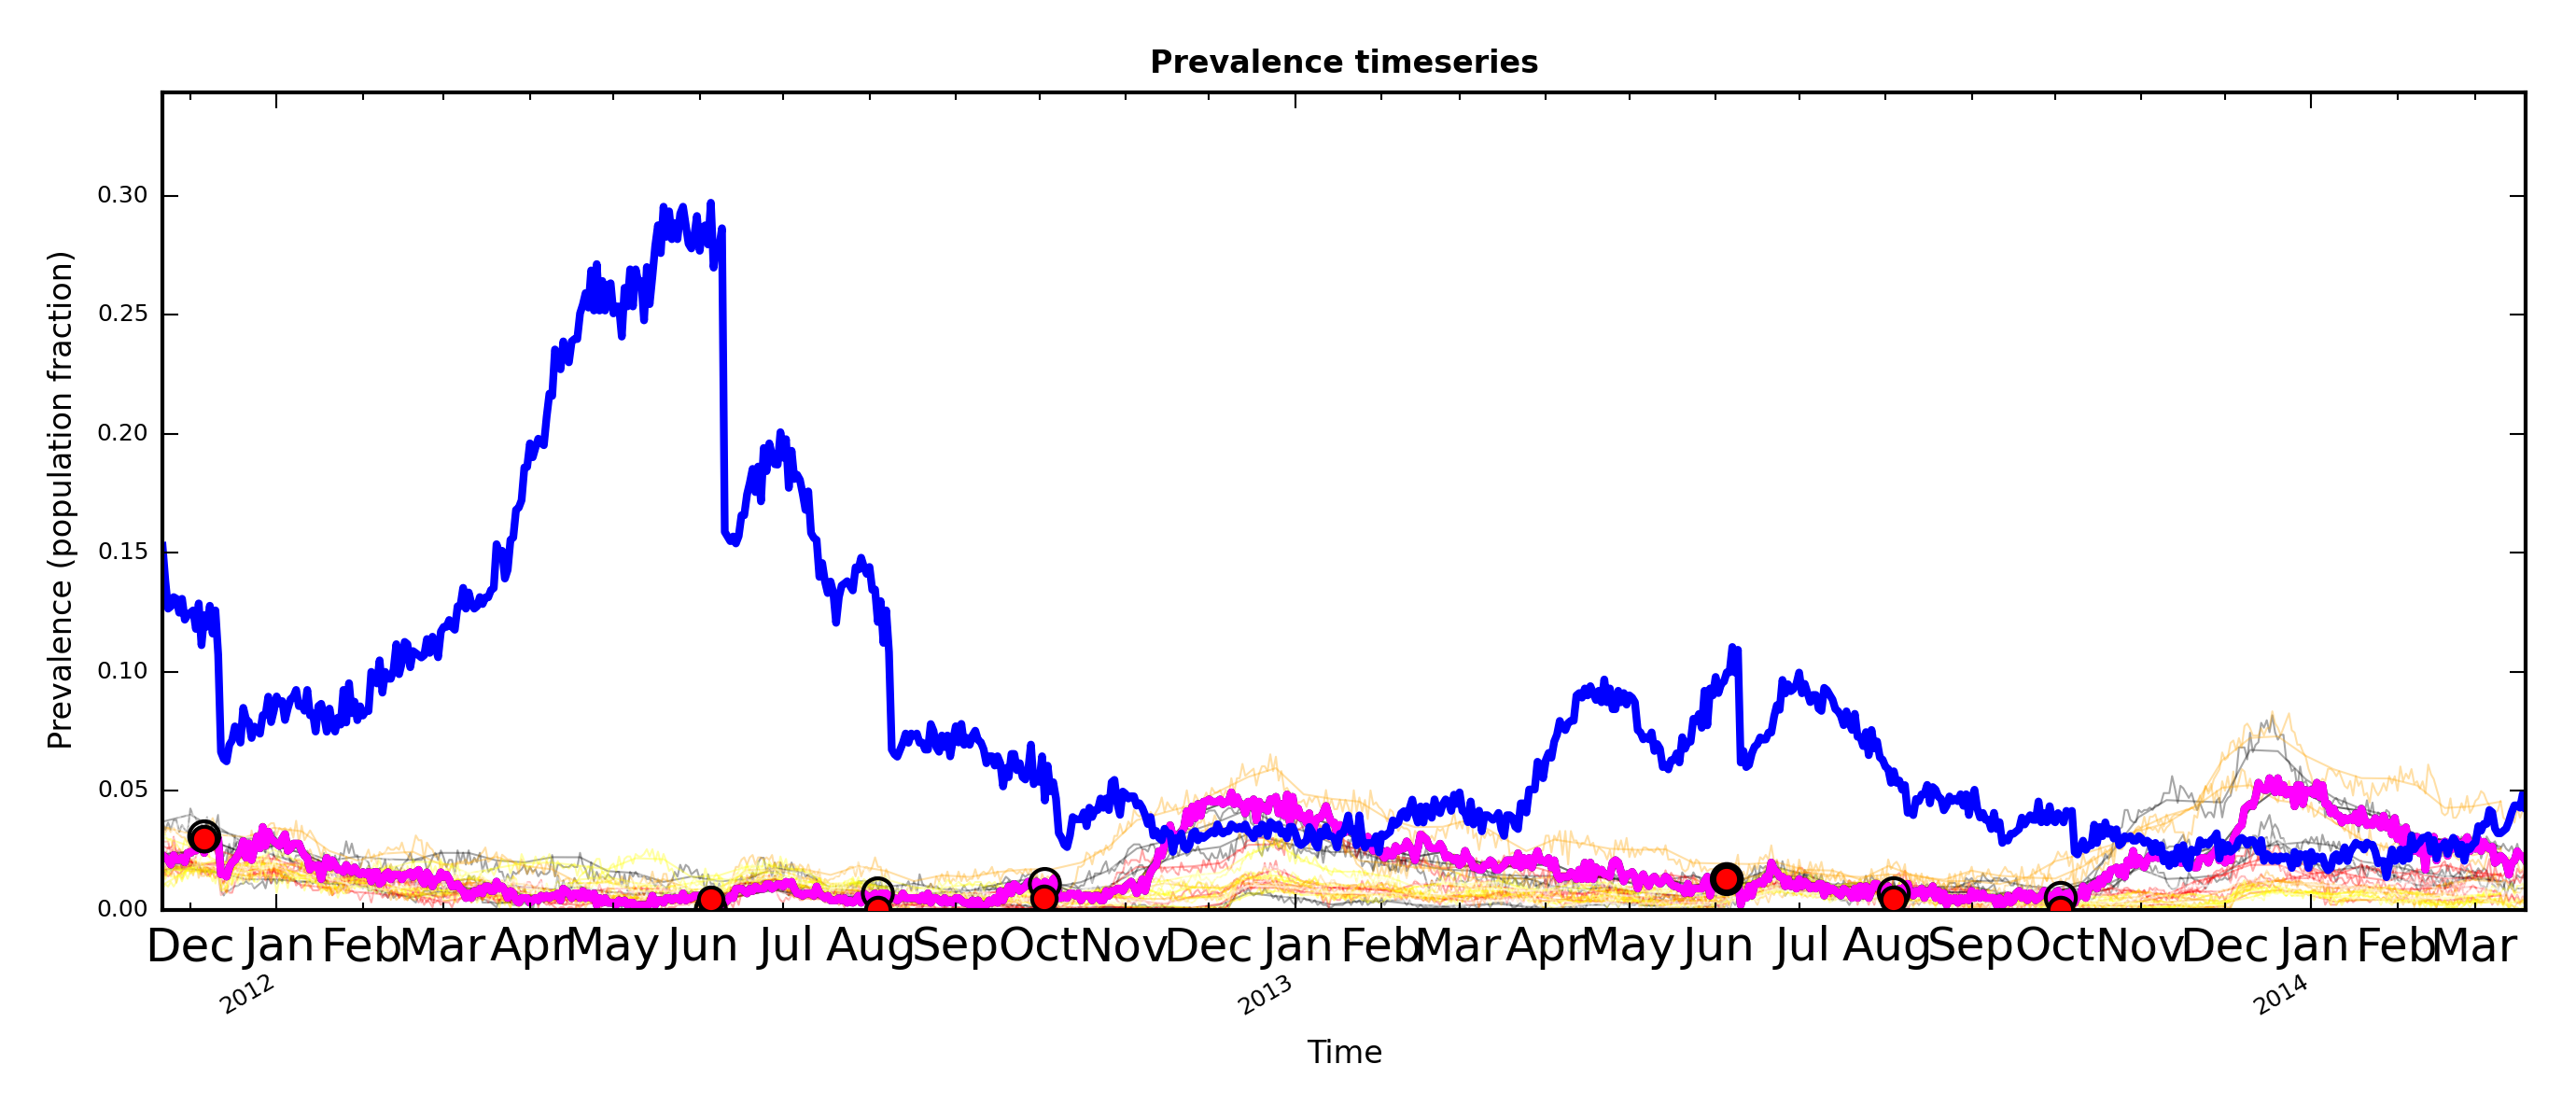 Prevalence timeseries
Prevalence (population fraction)
0.30
0.25
0.20
0.15
0.10
0.05
0.00
Dec Jan Feb Mar Apr May Jun Jul Aug Sep Oct Nov Dec Jan Feb Mar Apr May Jun Jul Aug Sep Oct Nov Dec Jan Feb Mar
2012 2013 2014
Time